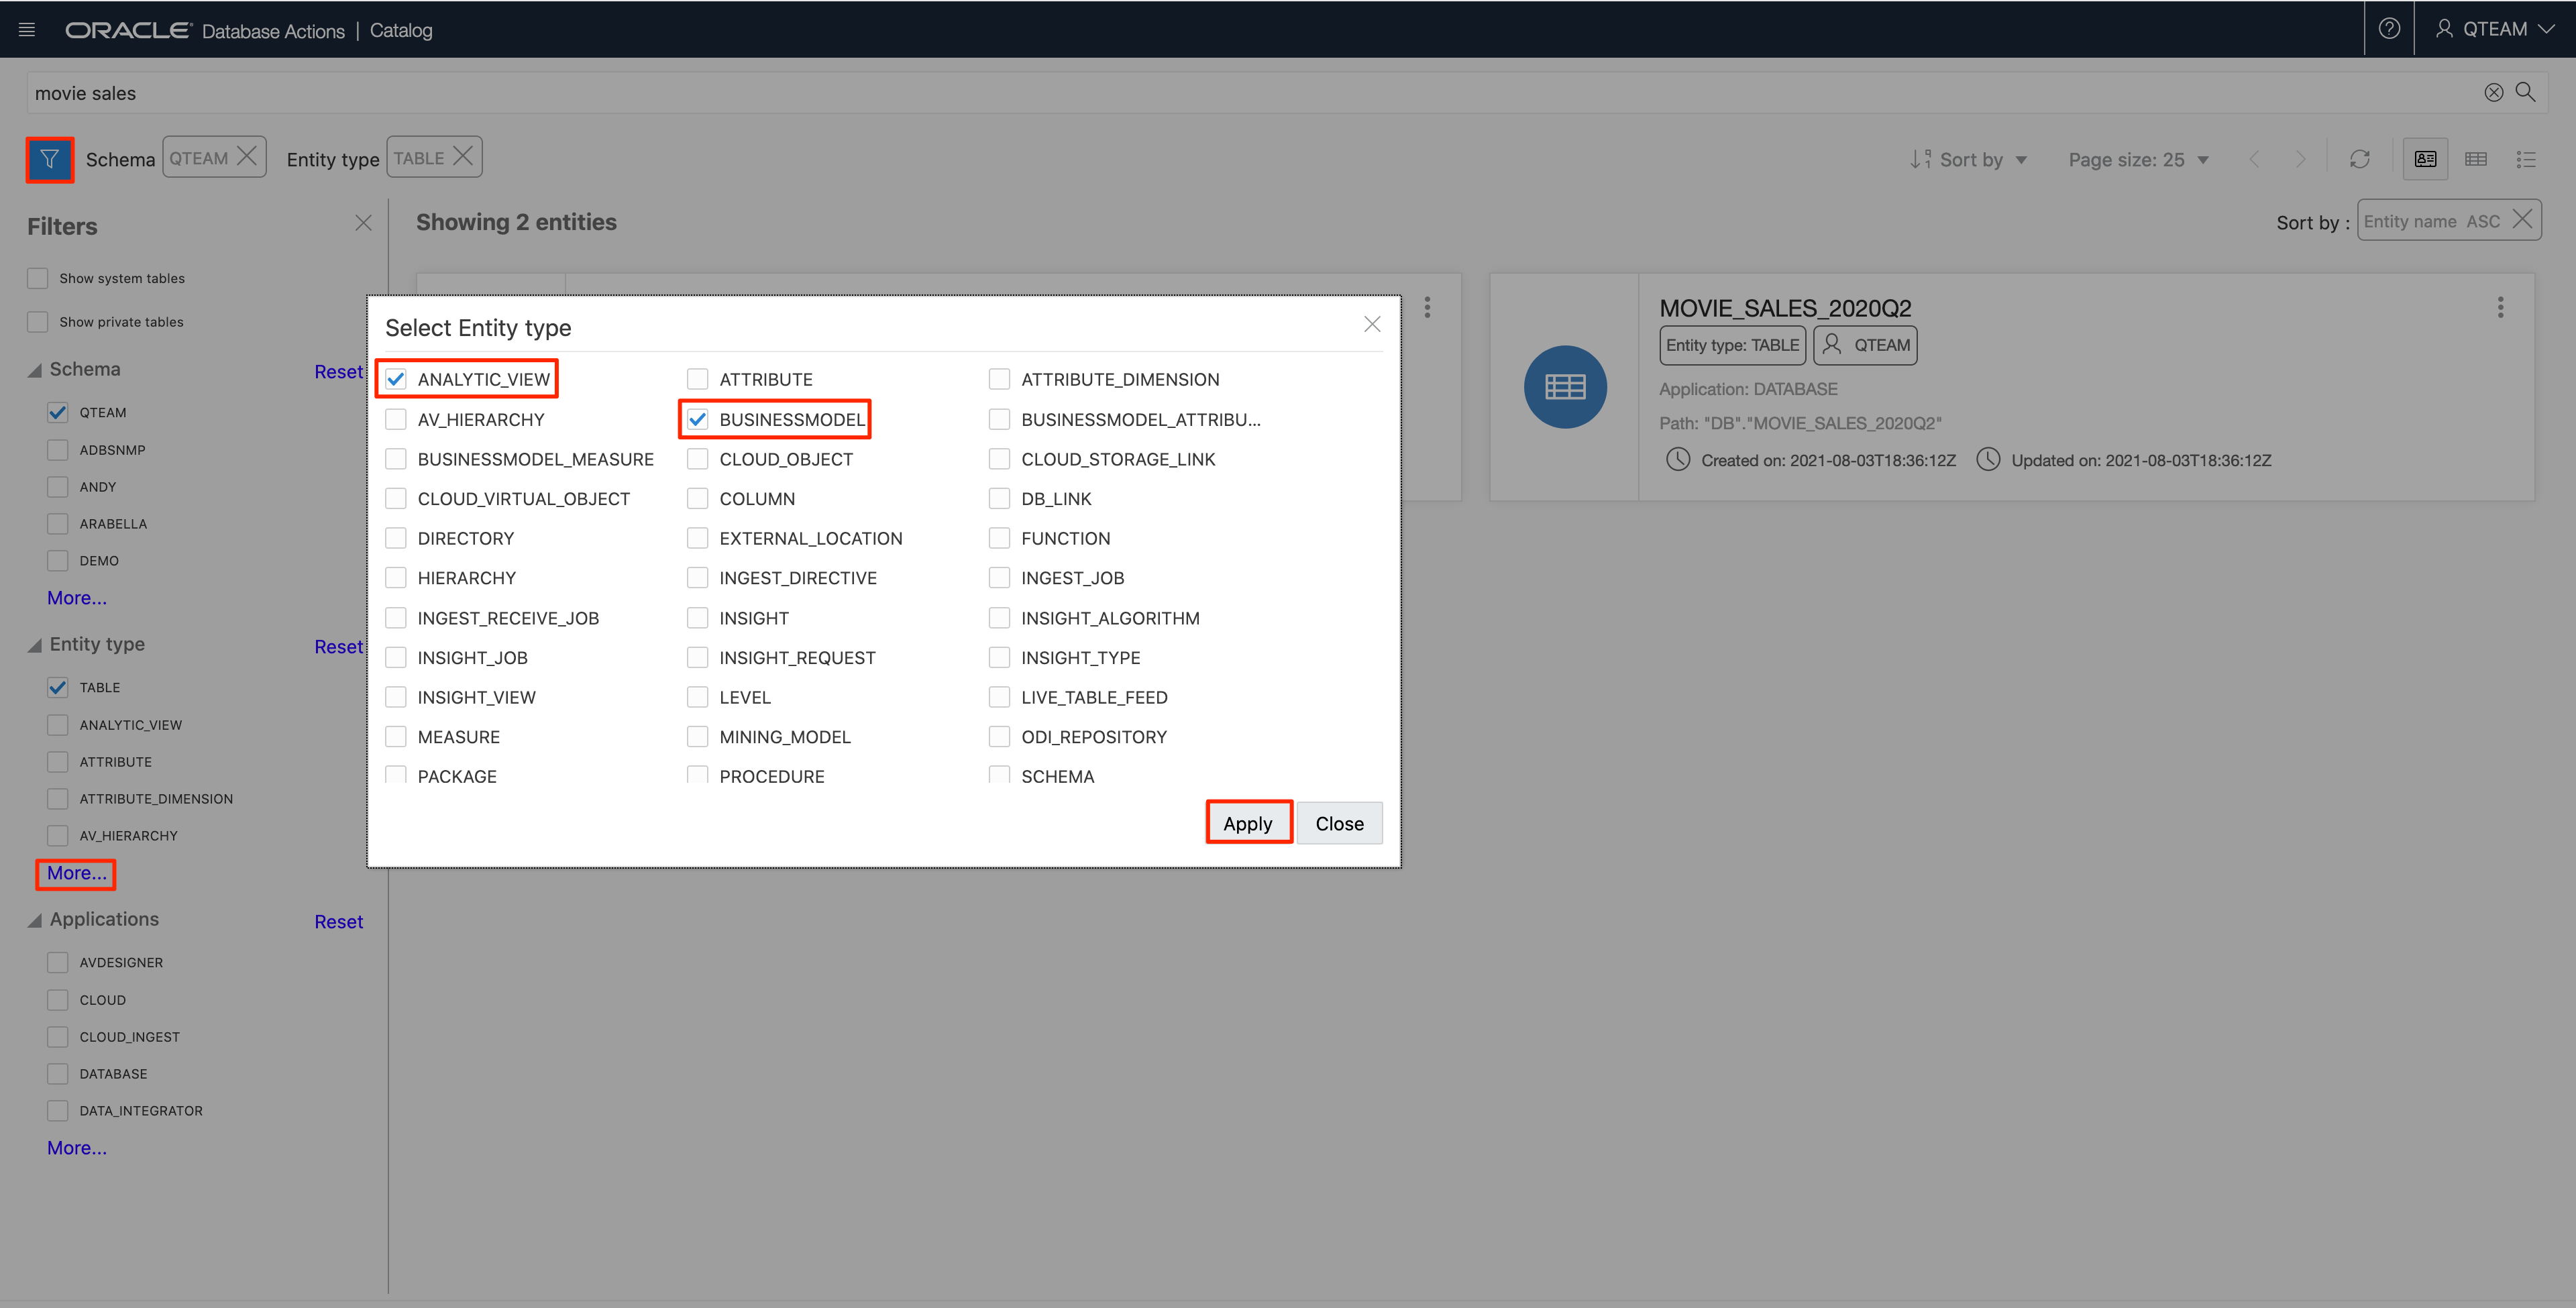 ORACLE Database Actions | Catalog
QTEAM
movie sales
Schema QTEAM Entity type TABLE
Sort by Page size: 25
Filters
Showing 2 entities
Sort by : Entity name ASC
Show system tables
Show private tables
Schema Reset
QTEAM
ADBSNMP
ANDY
ARABELLA
DEMO
More...
Entity type Reset
TABLE
ANALYTIC_VIEW
ATTRIBUTE
ATTRIBUTE_DIMENSION
AV_HIERARCHY
More...
Applications Reset
AVDESIGNER
CLOUD
CLOUD_INGEST
DATABASE
DATA_INTEGRATOR
More...
Select Entity type
ANALYTIC_VIEW ATTRIBUTE ATTRIBUTE_DIMENSION
AV_HIERARCHY BUSINESSMODEL BUSINESSMODEL_ATTRIBU...
BUSINESSMODEL_MEASURE CLOUD_OBJECT CLOUD_STORAGE_LINK
CLOUD_VIRTUAL_OBJECT COLUMN DB_LINK
DIRECTORY EXTERNAL_LOCATION FUNCTION
HIERARCHY INGEST_DIRECTIVE INGEST_JOB
INGEST_RECEIVE_JOB INSIGHT INSIGHT_ALGORITHM
INSIGHT_JOB INSIGHT_REQUEST INSIGHT_TYPE
INSIGHT_VIEW LEVEL LIVE_TABLE_FEED
MEASURE MINING_MODEL ODI_REPOSITORY
PACKAGE PROCEDURE SCHEMA
Apply Close
MOVIE_SALES_2020Q2
Entity type: TABLE QTEAM
Application: DATABASE
Path: "DB"."MOVIE_SALES_2020Q2"
Created on: 2021-08-03T18:36:12Z Updated on: 2021-08-03T18:36:12Z